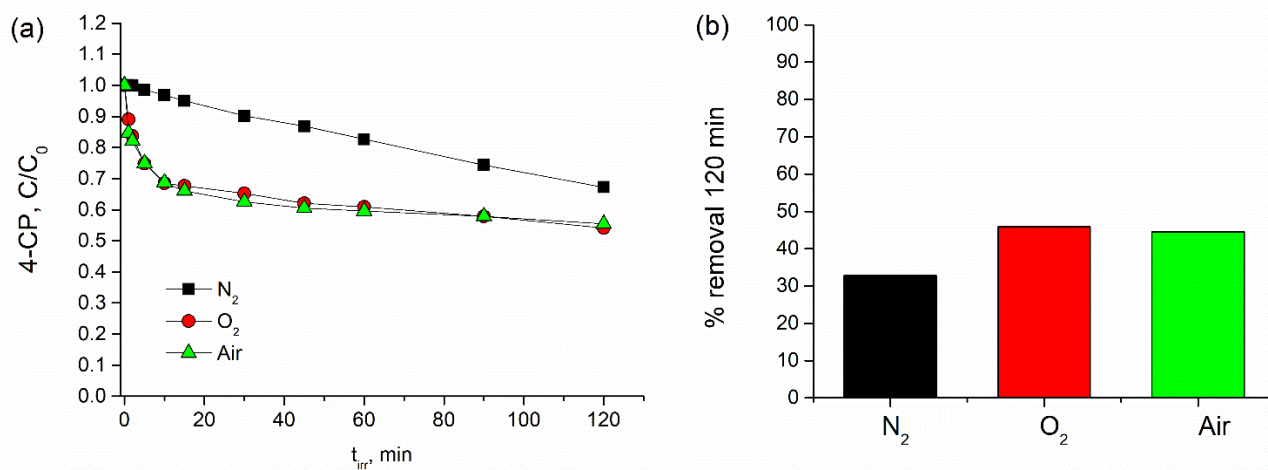 (a)
4-CP, C/C₀
1.2
1.1
1.0
0.9
0.8
0.7
0.6
0.5
0.4
0.3
0.2
0.1
0.0
N₂
O₂
Air
0 20 40 60 80 100 120
t_irr, min
(b)
% removal 120 min
100
90
80
70
60
50
40
30
20
10
0
N₂ O₂ Air